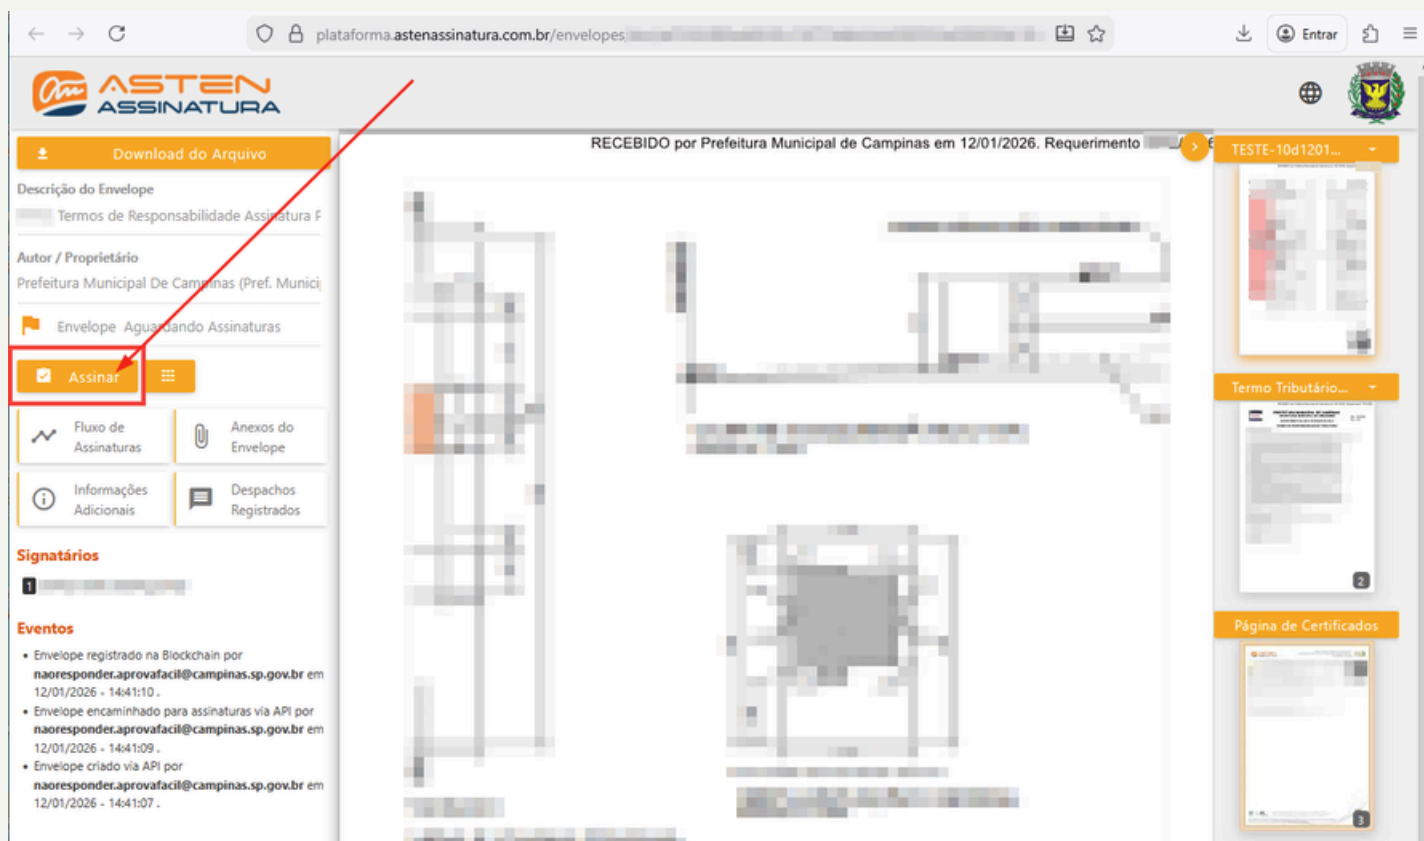 plataforma.astenassinatura.com.br/envelopes
Entrar
ASTEN
ASSINATURA
Download do Arquivo
Descrição do Envelope
Termos de Responsabilidade Assinatura F
Autor / Proprietário
Prefeitura Municipal De Campinas (Pref. Munici
Envelope Aguardando Assinaturas
Assinar
Fluxo de
Assinaturas
Anexos do
Envelope
Informações
Adicionais
Despachos
Registrados
Signatários
1
Eventos
• Envelope registrado na Blockchain por
naoresponder.aprovafacil@campinas.sp.gov.br em
12/01/2026 - 14:41:10 .
• Envelope encaminhado para assinaturas via API por
naoresponder.aprovafacil@campinas.sp.gov.br em
12/01/2026 - 14:41:09 .
• Envelope criado via API por
naoresponder.aprovafacil@campinas.sp.gov.br em
12/01/2026 - 14:41:07 .
RECEBIDO por Prefeitura Municipal de Campinas em 12/01/2026. Requerimento
TESTE-10d1201...
Termo Tributário...
2
Página de Certificados
3